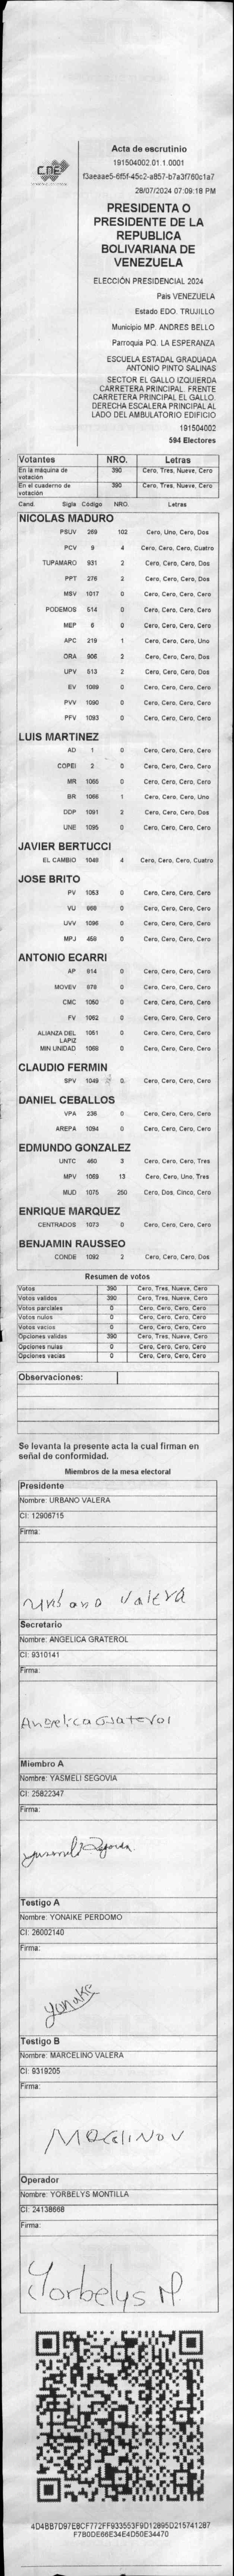 CNE
Acta de escrutinio
191504002.01.1.0001
f3aeaae5-6f5f-45c2-a857-b7a3f760c1a7
28/07/2024 07:09:18 PM
PRESIDENTA O
PRESIDENTE DE LA
REPUBLICA
BOLIVARIANA DE
VENEZUELA
ELECCIÓN PRESIDENCIAL 2024
Pais VENEZUELA
Estado EDO. TRUJILLO
Municipio MP. ANDRES BELLO
Parroquia PQ. LA ESPERANZA
ESCUELA ESTADAL GRADUADA
ANTONIO PINTO SALINAS
SECTOR EL GALLO IZQUIERDA
CARRETERA PRINCIPAL. FRENTE
CARRETERA PRINCIPAL EL GALLO.
DERECHA ESCALERA PRINCIPAL AL
LADO DEL AMBULATORIO EDIFICIO
191504002
594 Electores
Votantes NRO. Letras
En la máquina de votación 390 Cero, Tres, Nueve, Cero
En el cuaderno de votación 390 Cero, Tres, Nueve, Cero
Cand. Sigla Código NRO. Letras
NICOLAS MADURO
PSUV 269 102 Cero, Uno, Cero, Dos
PCV 9 4 Cero, Cero, Cero, Cuatro
TUPAMARO 931 2 Cero, Cero, Cero, Dos
PPT 276 2 Cero, Cero, Cero, Dos
MSV 1017 0 Cero, Cero, Cero, Cero
PODEMOS 514 0 Cero, Cero, Cero, Cero
MEP 6 0 Cero, Cero, Cero, Cero
APC 219 1 Cero, Cero, Cero, Uno
ORA 906 2 Cero, Cero, Cero, Dos
UPV 513 2 Cero, Cero, Cero, Dos
EV 1089 0 Cero, Cero, Cero, Cero
PVV 1090 0 Cero, Cero, Cero, Cero
PFV 1093 0 Cero, Cero, Cero, Cero
LUIS MARTINEZ
AD 1 0 Cero, Cero, Cero, Cero
COPEI 2 0 Cero, Cero, Cero, Cero
MR 1065 0 Cero, Cero, Cero, Cero
BR 1066 1 Cero, Cero, Cero, Uno
DDP 1091 2 Cero, Cero, Cero, Dos
UNE 1095 0 Cero, Cero, Cero, Cero
JAVIER BERTUCCI
EL CAMBIO 1048 4 Cero, Cero, Cero, Cuatro
JOSE BRITO
PV 1053 0 Cero, Cero, Cero, Cero
VU 966 0 Cero, Cero, Cero, Cero
UVV 1096 0 Cero, Cero, Cero, Cero
MPJ 459 0 Cero, Cero, Cero, Cero
ANTONIO ECARRI
AP 914 0 Cero, Cero, Cero, Cero
MOVEV 979 0 Cero, Cero, Cero, Cero
CMC 1050 0 Cero, Cero, Cero, Cero
FV 1062 0 Cero, Cero, Cero, Cero
ALIANZA DEL LAPIZ 1051 0 Cero, Cero, Cero, Cero
MIN UNIDAD 1069 0 Cero, Cero, Cero, Cero
CLAUDIO FERMIN
SPV 1049 0 Cero, Cero, Cero, Cero
DANIEL CEBALLOS
VPA 236 0 Cero, Cero, Cero, Cero
AREPA 1094 0 Cero, Cero, Cero, Cero
EDMUNDO GONZALEZ
UNTC 460 3 Cero, Cero, Cero, Tres
MPV 1068 13 Cero, Cero, Uno, Tres
MUD 1075 250 Cero, Dos, Cinco, Cero
ENRIQUE MARQUEZ
CENTRADOS 1073 0 Cero, Cero, Cero, Cero
BENJAMIN RAUSSEO
CONDE 1092 2 Cero, Cero, Cero, Dos
Resumen de votos
Votos 390 Cero, Tres, Nueve, Cero
Votos validos 390 Cero, Tres, Nueve, Cero
Votos parciales 0 Cero, Cero, Cero, Cero
Votos nulos 0 Cero, Cero, Cero, Cero
Votos vacios 0 Cero, Cero, Cero, Cero
Opciones validas 390 Cero, Tres, Nueve, Cero
Opciones nulas 0 Cero, Cero, Cero, Cero
Opciones vacias 0 Cero, Cero, Cero, Cero
Observaciones:
Se levanta la presente acta la cual firman en
señal de conformidad.
Miembros de la mesa electoral
Presidente
Nombre: URBANO VALERA
CI: 12906715
Firma:
Urbano Valera
Secretario
Nombre: ANGELICA GRATEROL
CI: 9310141
Firma:
Angelica Graterol
Miembro A
Nombre: YASMELI SEGOVIA
CI: 25822347
Firma:
Yasmeli Segovia
Testigo A
Nombre: YONAIKE PERDOMO
CI: 26002140
Firma:
Yonaike
Testigo B
Nombre: MARCELINO VALERA
CI: 9319205
Firma:
Operador
Nombre: YORBELYS MONTILLA
CI: 24138668
Firma:
Yorbelys M.
4D4BB7D97E8CF772FF933553F9D12895D215741287
F7B0DE66E34E4D50E34470